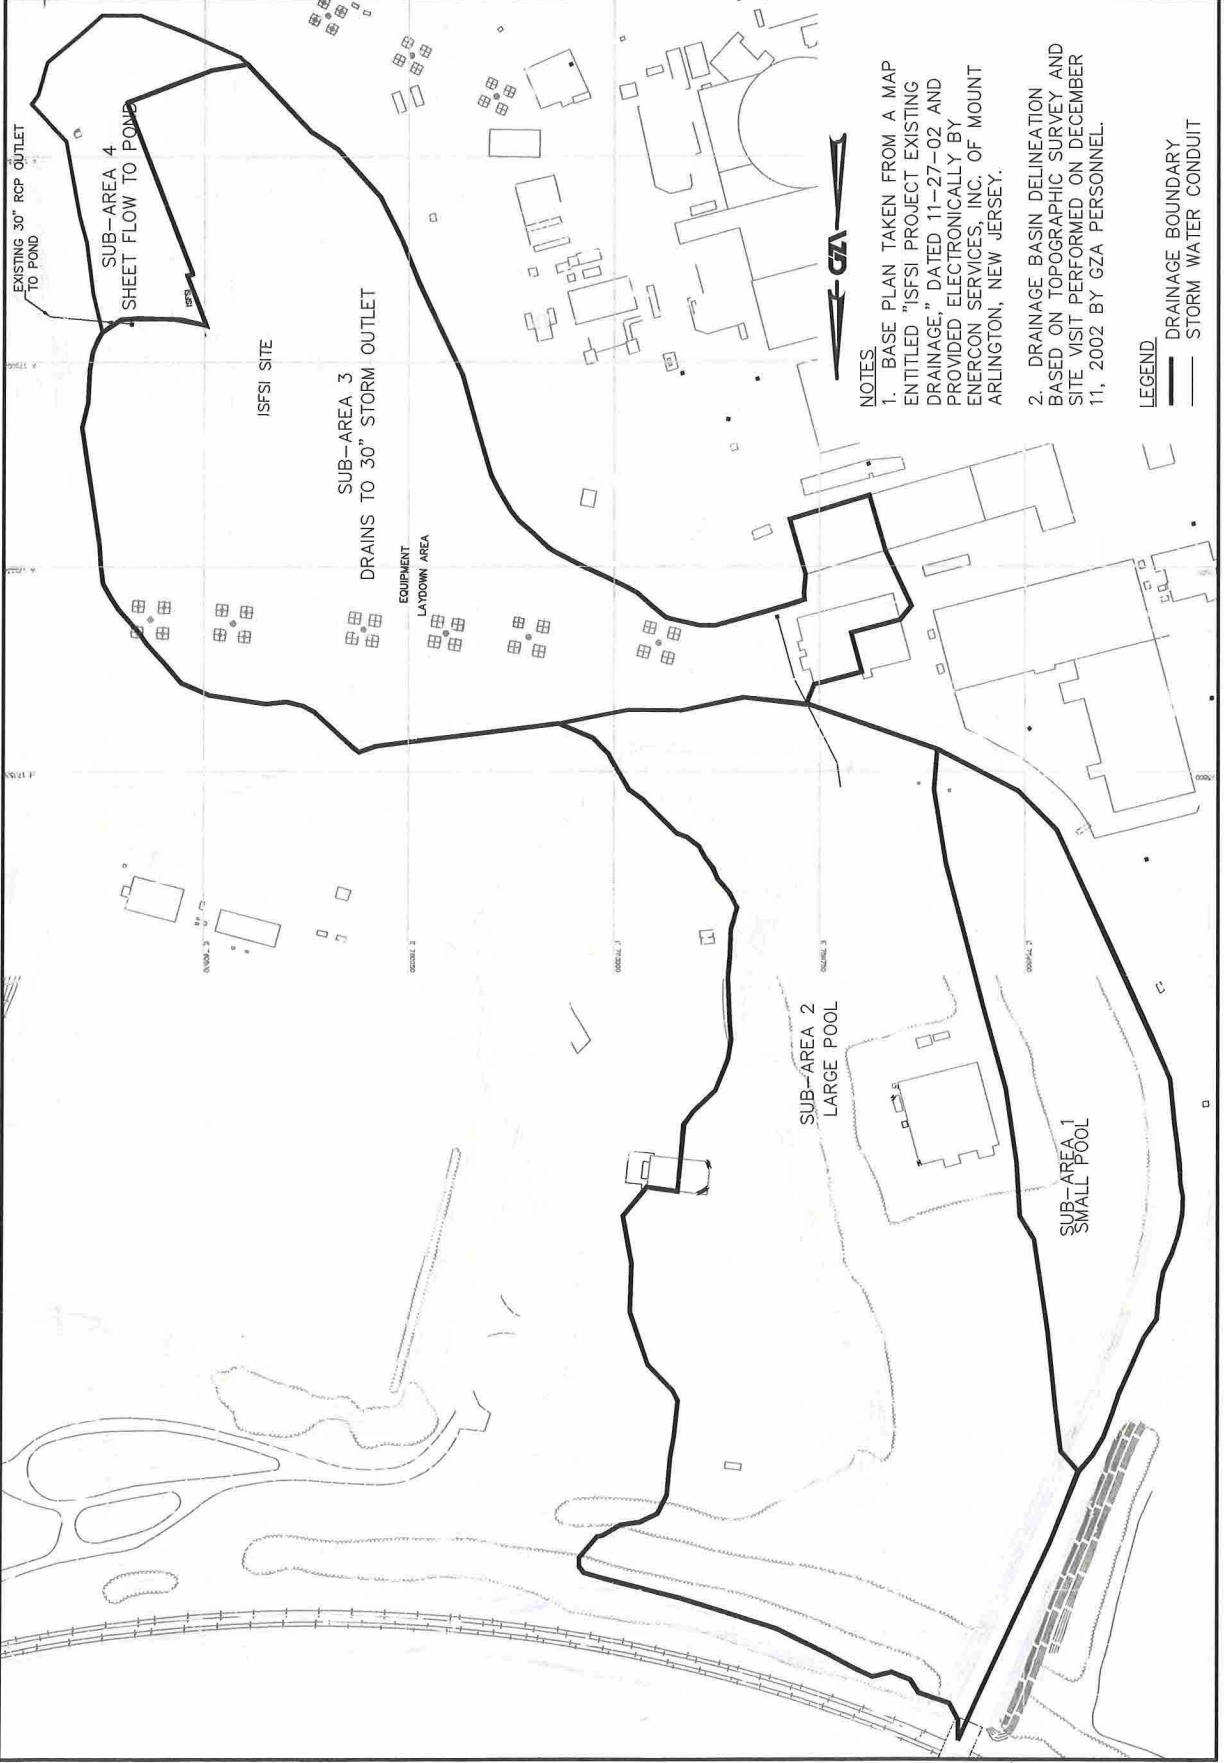 EXISTING 30" RCP OUTLET
TO POND
SUB-AREA 4
SHEET FLOW TO POND
ISFSI
ISFSI SITE
SUB-AREA 3
DRAINS TO 30" STORM OUTLET
EQUIPMENT
LAYDOWN AREA
SUB-AREA 2
LARGE POOL
SUB-AREA 1
SMALL POOL
GZA
NOTES
1. BASE PLAN TAKEN FROM A MAP
ENTITLED "ISFSI PROJECT EXISTING
DRAINAGE," DATED 11-27-02 AND
PROVIDED ELECTRONICALLY BY
ENERCON SERVICES, INC. OF MOUNT
ARLINGTON, NEW JERSEY.
2. DRAINAGE BASIN DELINEATION
BASED ON TOPOGRAPHIC SURVEY AND
SITE VISIT PERFORMED ON DECEMBER
11, 2002 BY GZA PERSONNEL.
LEGEND
DRAINAGE BOUNDARY
STORM WATER CONDUIT